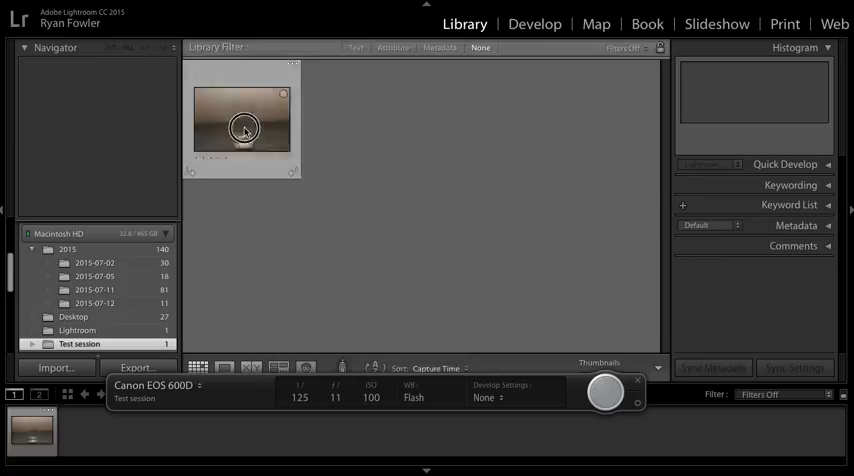 Lr
Adobe Lightroom CC 2015
Ryan Fowler
Library | Develop | Map | Book | Slideshow | Print | Web
Navigator
FIT FILL
Library Filter :
Text | Attribute | Metadata | None
Filters Off
Histogram
Lightroom...
Quick Develop
Keywording
+ Keyword List
Default
Metadata
Comments
Macintosh HD 32,8 / 465 GB
2015 140
2015-07-02 30
2015-07-05 18
2015-07-11 81
2015-07-12 11
Desktop 27
Lightroom 1
Test session 1
Import...
Export...
XY
Sort: Capture Time
Thumbnails
Sync Metadata
Sync Settings
Canon EOS 600D
Test session
1 /
125
f /
11
ISO
100
WB:
Flash
Develop Settings :
None
1 2
Filter : Filters Off